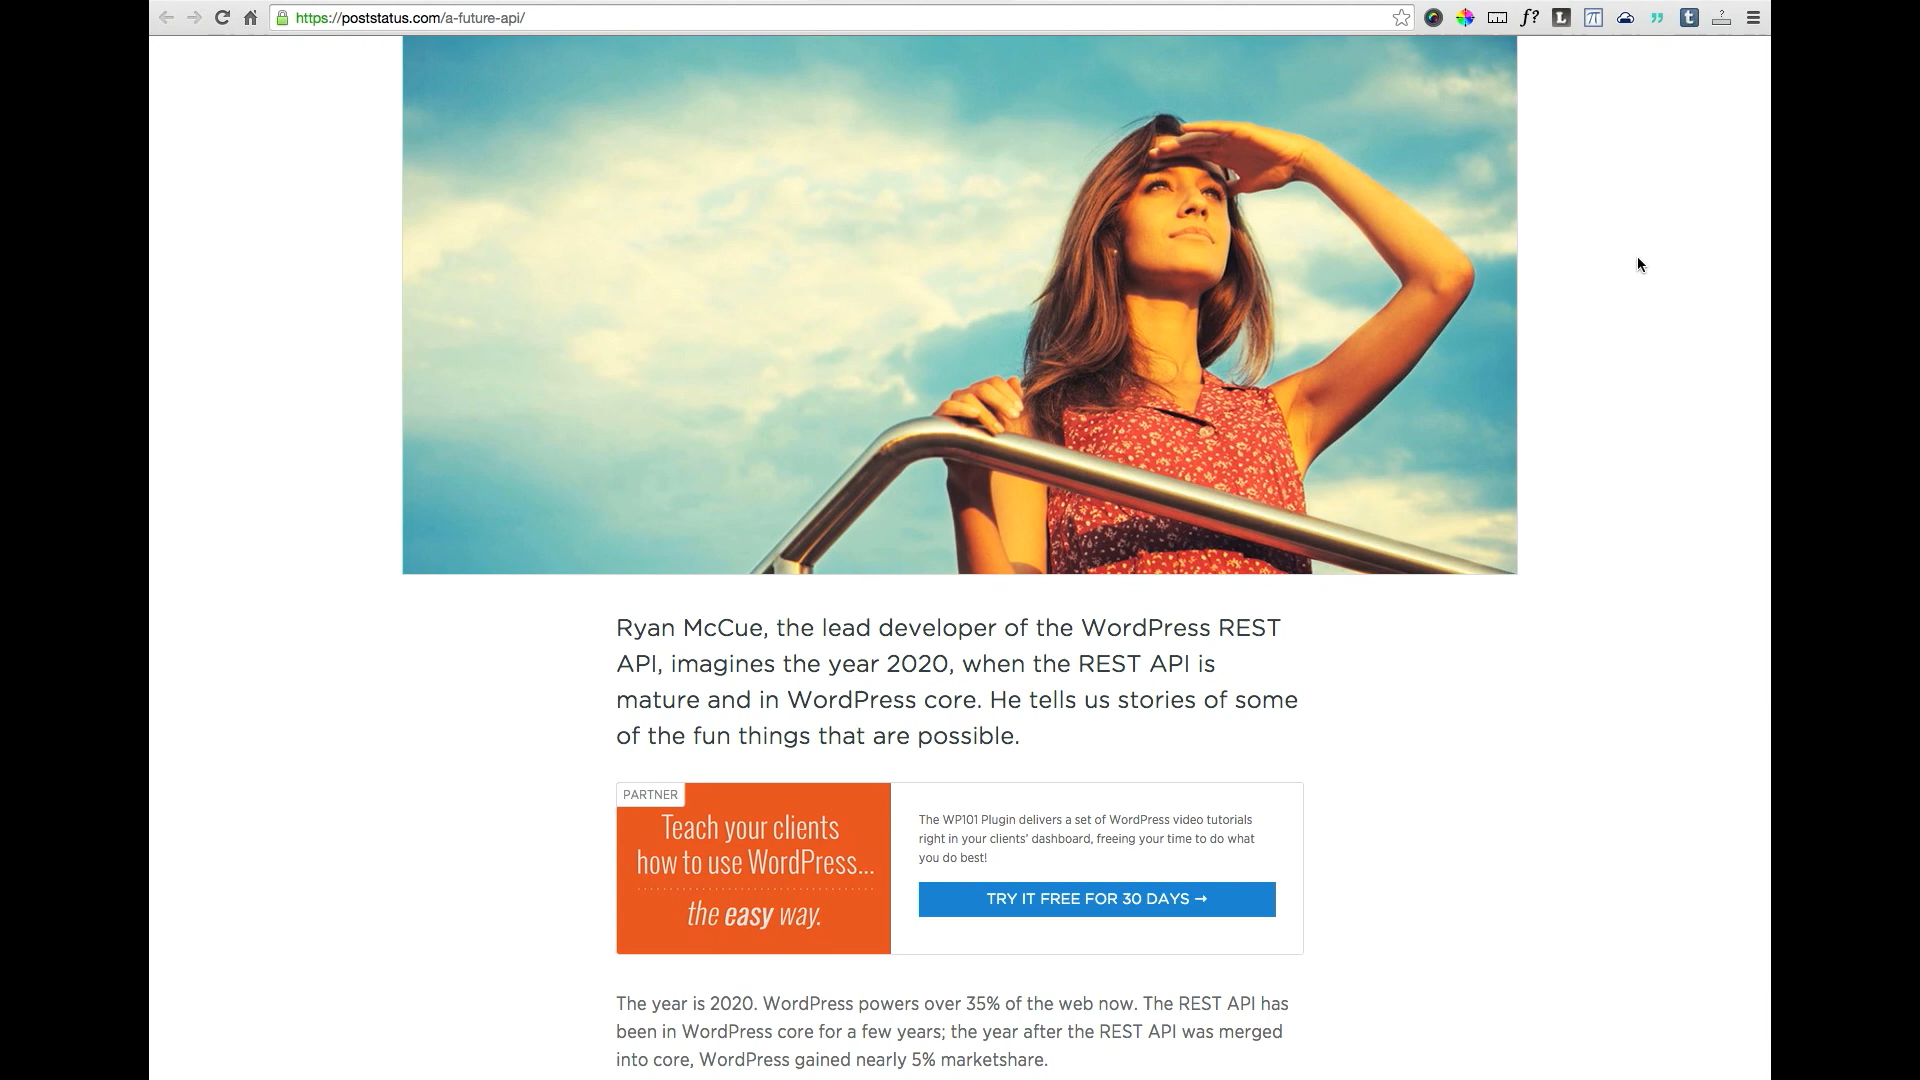 https://poststatus.com/a-future-api/
f?
L
π
t
?
Ryan McCue, the lead developer of the WordPress REST
API, imagines the year 2020, when the REST API is
mature and in WordPress core. He tells us stories of some
of the fun things that are possible.
PARTNER
Teach your clients
how to use WordPress...
the easy way.
The WP101 Plugin delivers a set of WordPress video tutorials
right in your clients' dashboard, freeing your time to do what
you do best!
TRY IT FREE FOR 30 DAYS →
The year is 2020. WordPress powers over 35% of the web now. The REST API has
been in WordPress core for a few years; the year after the REST API was merged
into core, WordPress gained nearly 5% marketshare.